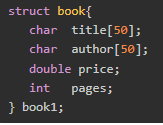 struct book{
    char  title[50];
    char  author[50];
    double price;
    int   pages;
} book1;